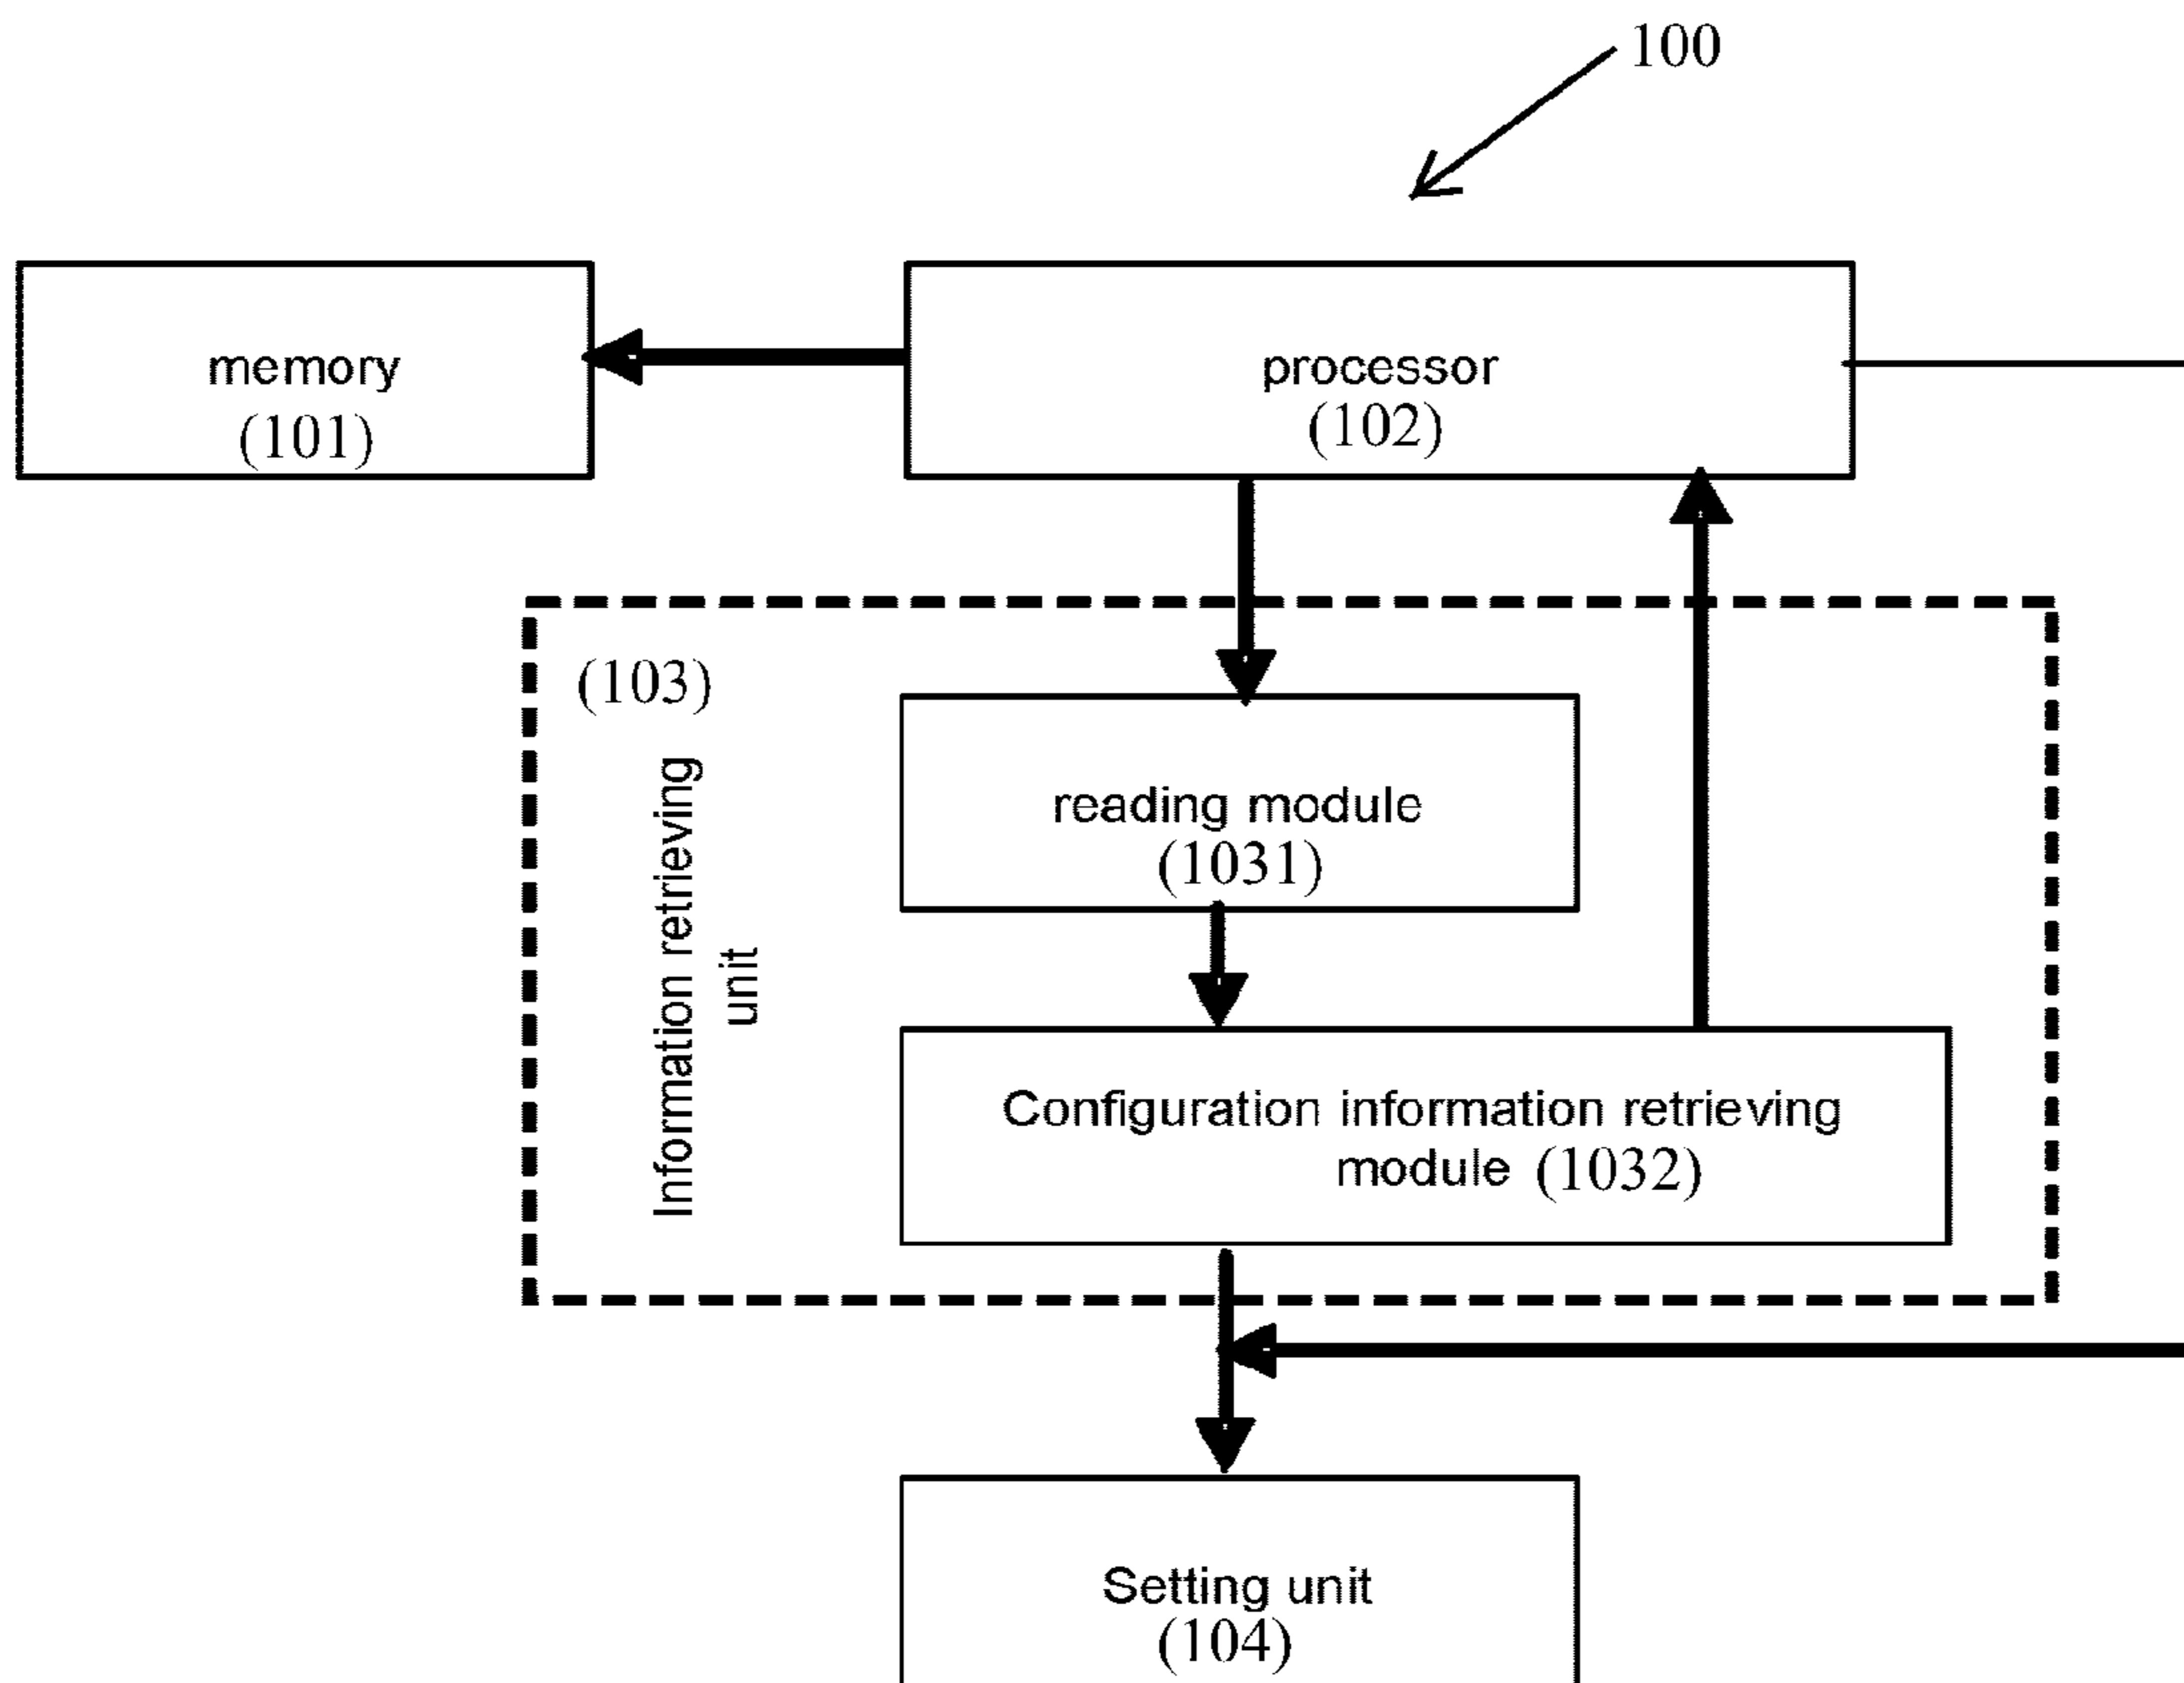 100
memory
(101)
processor
(102)
(103)
Information retrieving
unit
reading module
(1031)
Configuration information retrieving
module (1032)
Setting unit
(104)